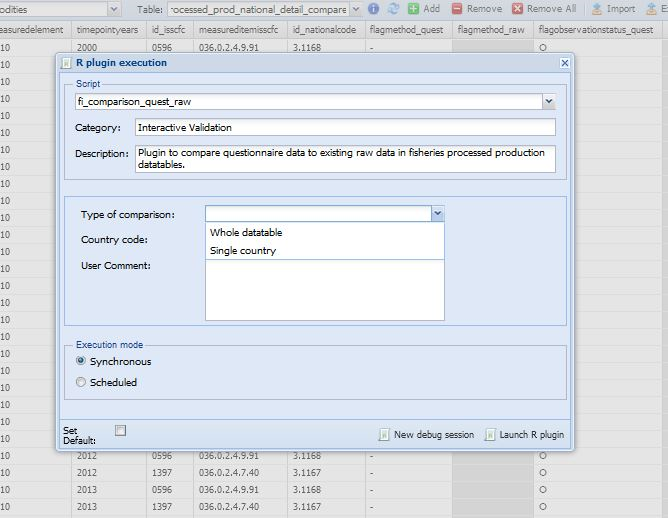 odities Table: rocessed_prod_national_detail_compare Add Remove Remove All Import
easuredelement timepointyears id_isscfc measureditemisscfc id_nationalcode flagmethod_quest flagmethod_raw flagobservationstatus_quest
10 2000 0596 036.0.2.4.9.91 3.1168 - O
R plugin execution
Script
fi_comparison_quest_raw
Category: Interactive Validation
Description: Plugin to compare questionnaire data to existing raw data in fisheries processed production
datatables.
Type of comparison:
Whole datatable
Country code:
Single country
User Comment:
Execution mode
Synchronous
Scheduled
Set
Default:
New debug session Launch R plugin
10 2012 0596 036.0.2.4.9.91 3.1168 - O
10 2012 1397 036.0.2.4.7.40 3.1167 - O
10 2013 0596 036.0.2.4.9.91 3.1168 - O
10 2013 1397 036.0.2.4.7.40 3.1167 - O